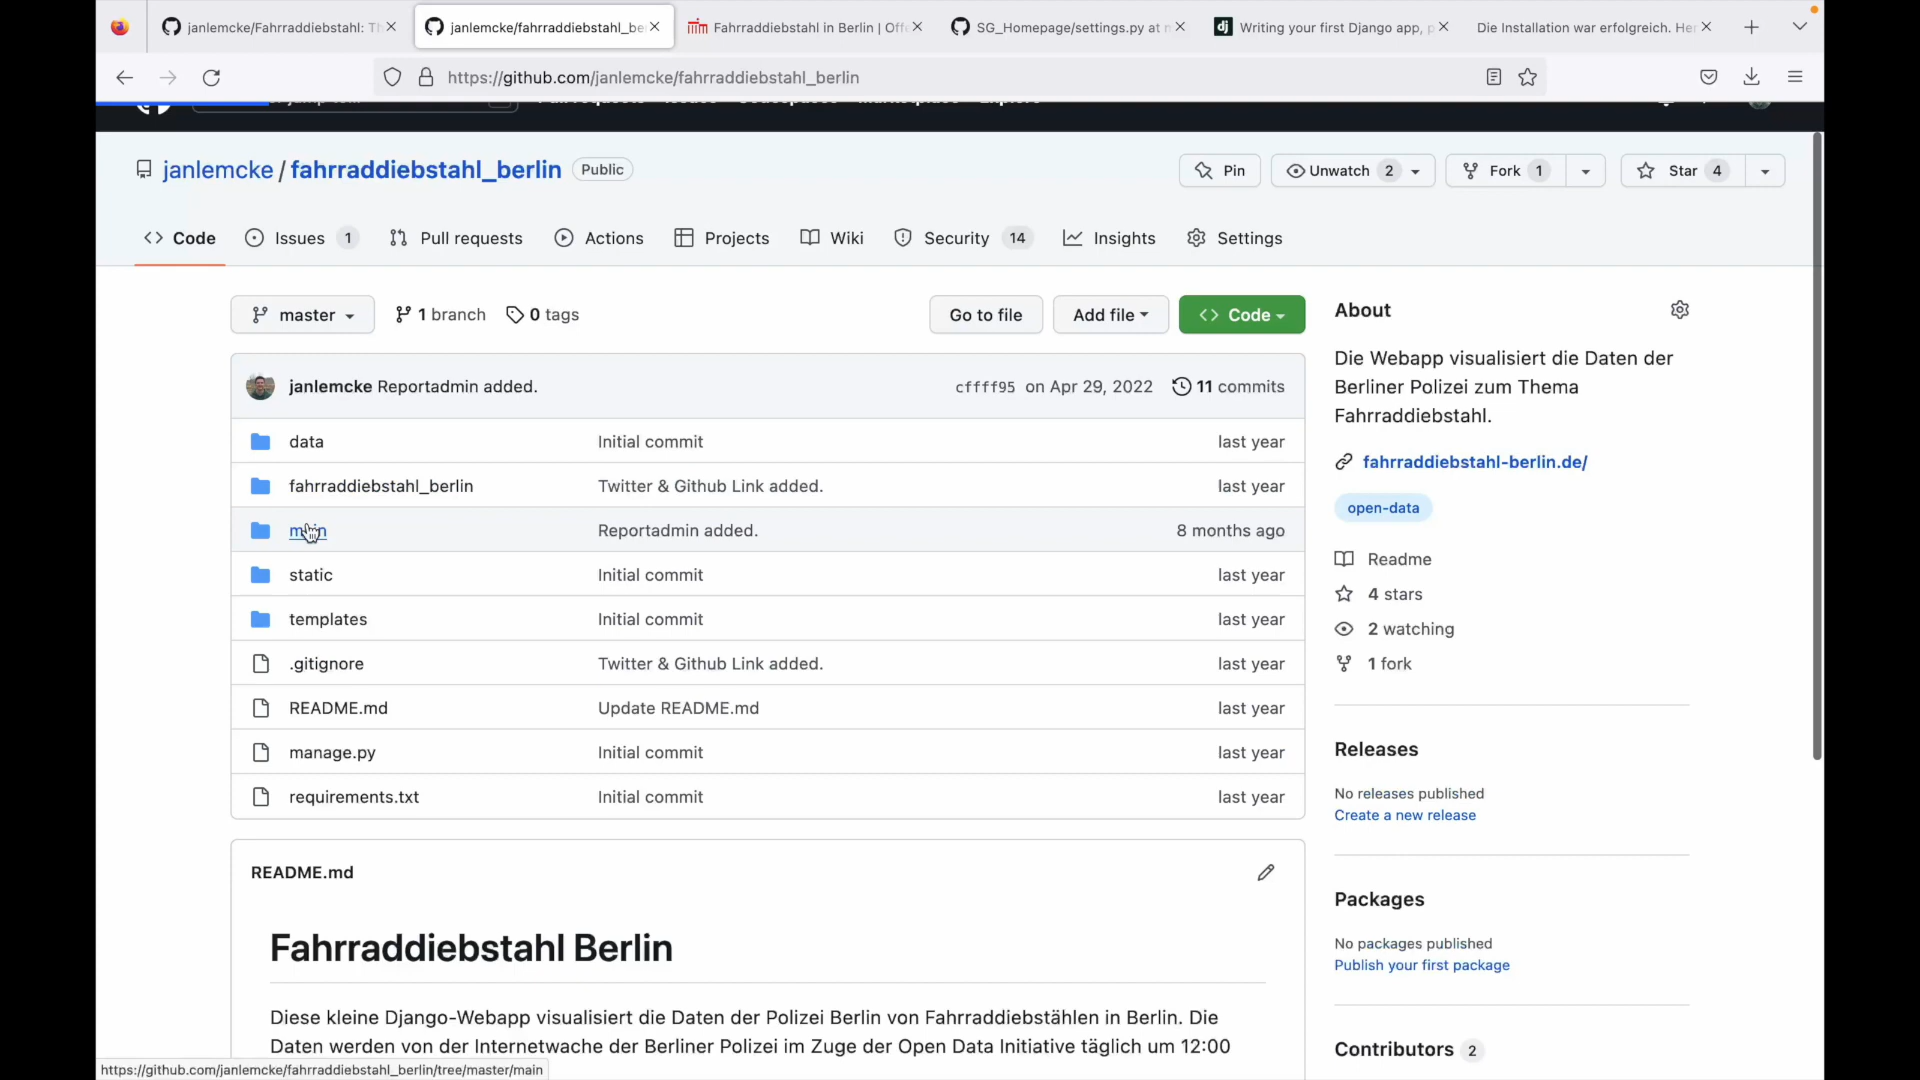 janlemcke/Fahrraddiebstahl: T
janlemcke/fahrraddiebstahl_be
Fahrraddiebstahl in Berlin | Off
SG_Homepage/settings.py at
dj Writing your first Django app, p
Die Installation war erfolgreich. Her
https://github.com/janlemcke/fahrraddiebstahl_berlin
janlemcke / fahrraddiebstahl_berlin Public
Pin
Unwatch 2
Fork 1
Star 4
Code
Issues 1
Pull requests
Actions
Projects
Wiki
Security 14
Insights
Settings
master
1 branch
0 tags
Go to file
Add file
Code
janlemcke Reportadmin added. cffff95 on Apr 29, 2022 11 commits
data Initial commit last year
fahrraddiebstahl_berlin Twitter & Github Link added. last year
main Reportadmin added. 8 months ago
static Initial commit last year
templates Initial commit last year
.gitignore Twitter & Github Link added. last year
README.md Update README.md last year
manage.py Initial commit last year
requirements.txt Initial commit last year
README.md
Fahrraddiebstahl Berlin
Diese kleine Django-Webapp visualisiert die Daten der Polizei Berlin von Fahrraddiebstählen in Berlin. Die
Daten werden von der Internetwache der Berliner Polizei im Zuge der Open Data Initiative täglich um 12:00
About
Die Webapp visualisiert die Daten der
Berliner Polizei zum Thema
Fahrraddiebstahl.
fahrraddiebstahl-berlin.de/
open-data
Readme
4 stars
2 watching
1 fork
Releases
No releases published
Create a new release
Packages
No packages published
Publish your first package
Contributors 2
https://github.com/janlemcke/fahrraddiebstahl_berlin/tree/master/main